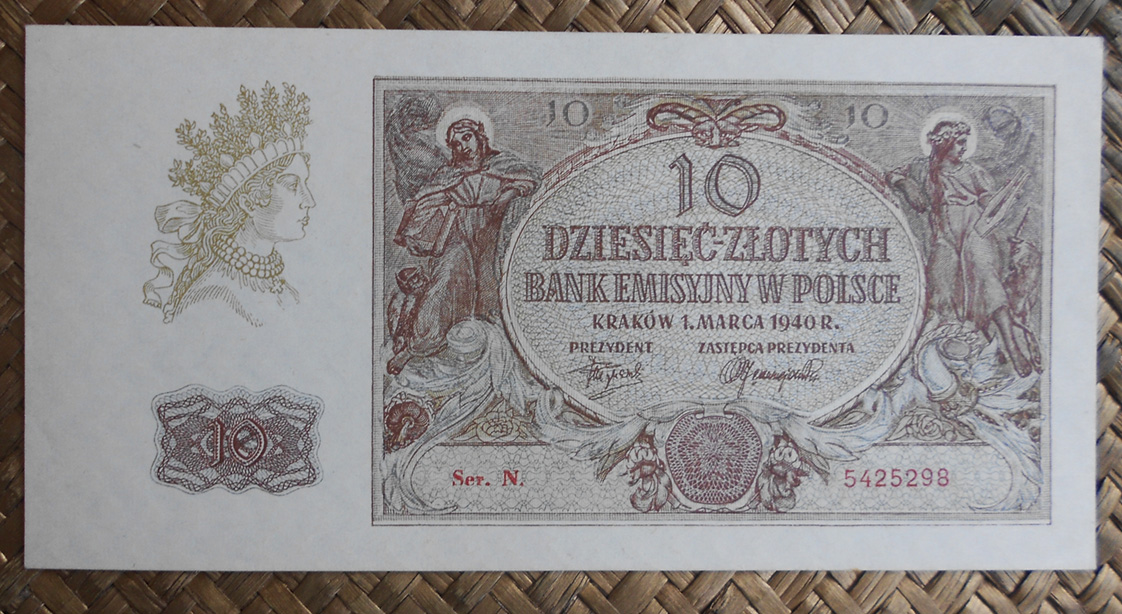 10 10
10
DZIESIĘĆ-ZŁOTYCH
BANK EMISYJNY W POLSCE
KRAKÓW 1. MARCA 1940 R.
PREZYDENT ZASTĘPCA PREZYDENTA
10
Ser. N. 5425298